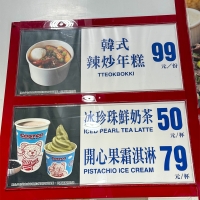 韓式
辣炒年糕
TTEOKBOKKI
99
元/份
冰珍珠鮮奶茶
ICED PEARL TEA LATTE
50
元/杯
開心果霜淇淋
PISTACHIO ICE CREAM
79
元/杯